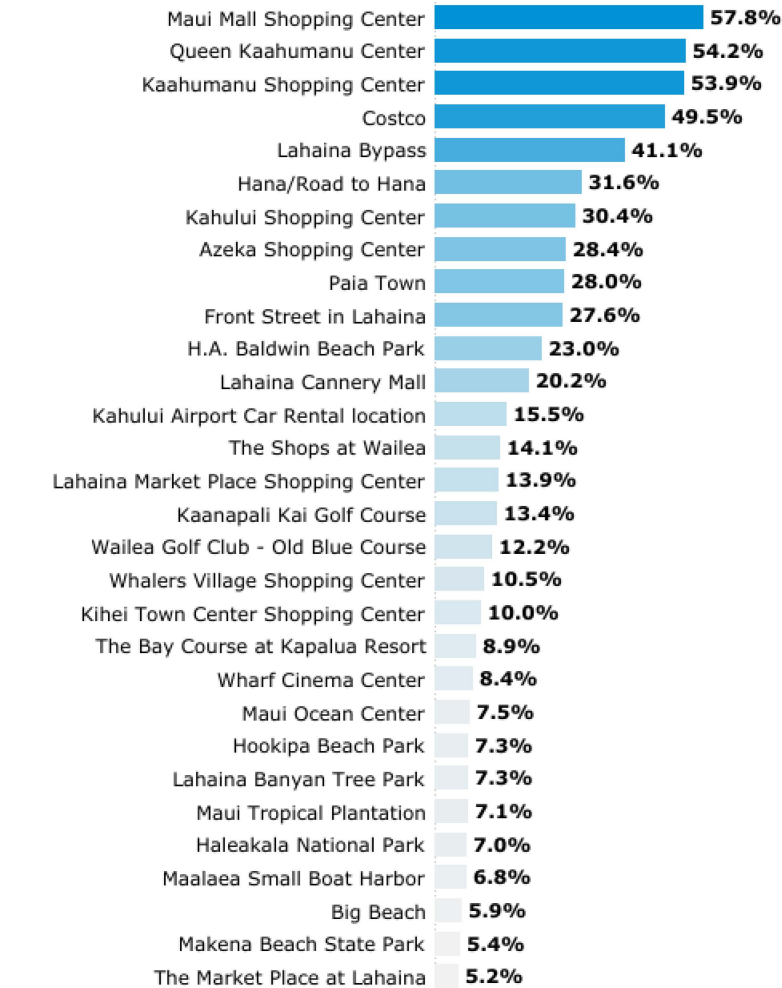 Maui Mall Shopping Center 57.8%
Queen Kaahumanu Center 54.2%
Kaahumanu Shopping Center 53.9%
Costco 49.5%
Lahaina Bypass 41.1%
Hana/Road to Hana 31.6%
Kahului Shopping Center 30.4%
Azeka Shopping Center 28.4%
Paia Town 28.0%
Front Street in Lahaina 27.6%
H.A. Baldwin Beach Park 23.0%
Lahaina Cannery Mall 20.2%
Kahului Airport Car Rental location 15.5%
The Shops at Wailea 14.1%
Lahaina Market Place Shopping Center 13.9%
Kaanapali Kai Golf Course 13.4%
Wailea Golf Club - Old Blue Course 12.2%
Whalers Village Shopping Center 10.5%
Kihei Town Center Shopping Center 10.0%
The Bay Course at Kapalua Resort 8.9%
Wharf Cinema Center 8.4%
Maui Ocean Center 7.5%
Hookipa Beach Park 7.3%
Lahaina Banyan Tree Park 7.3%
Maui Tropical Plantation 7.1%
Haleakala National Park 7.0%
Maalaea Small Boat Harbor 6.8%
Big Beach 5.9%
Makena Beach State Park 5.4%
The Market Place at Lahaina 5.2%